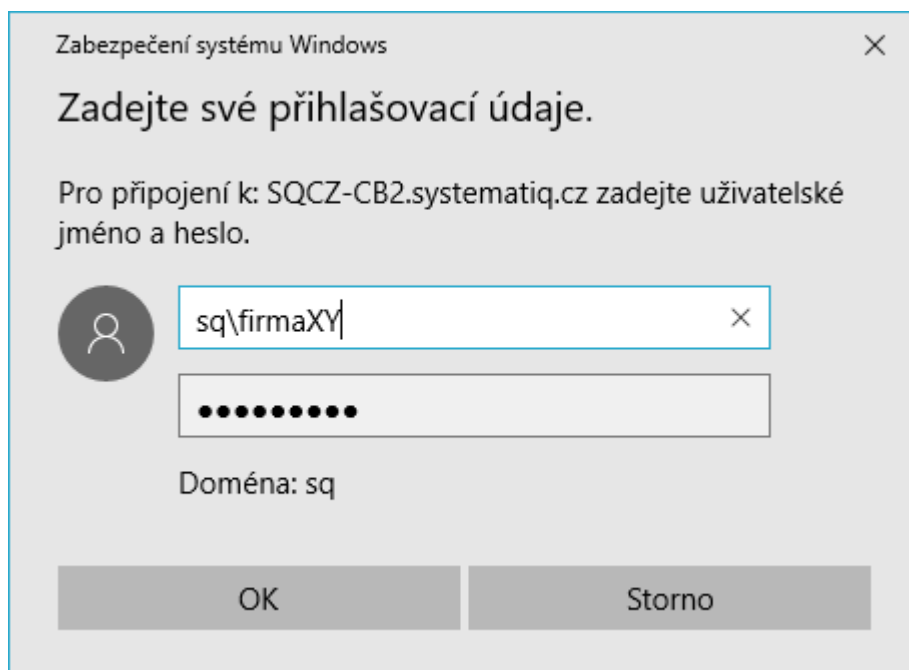 Zabezpečení systému Windows
Zadejte své přihlašovací údaje.
Pro připojení k: SQCZ-CB2.systematiq.cz zadejte uživatelské
jméno a heslo.
sq\firmaXY
●●●●●●●●●
Doména: sq
OK
Storno